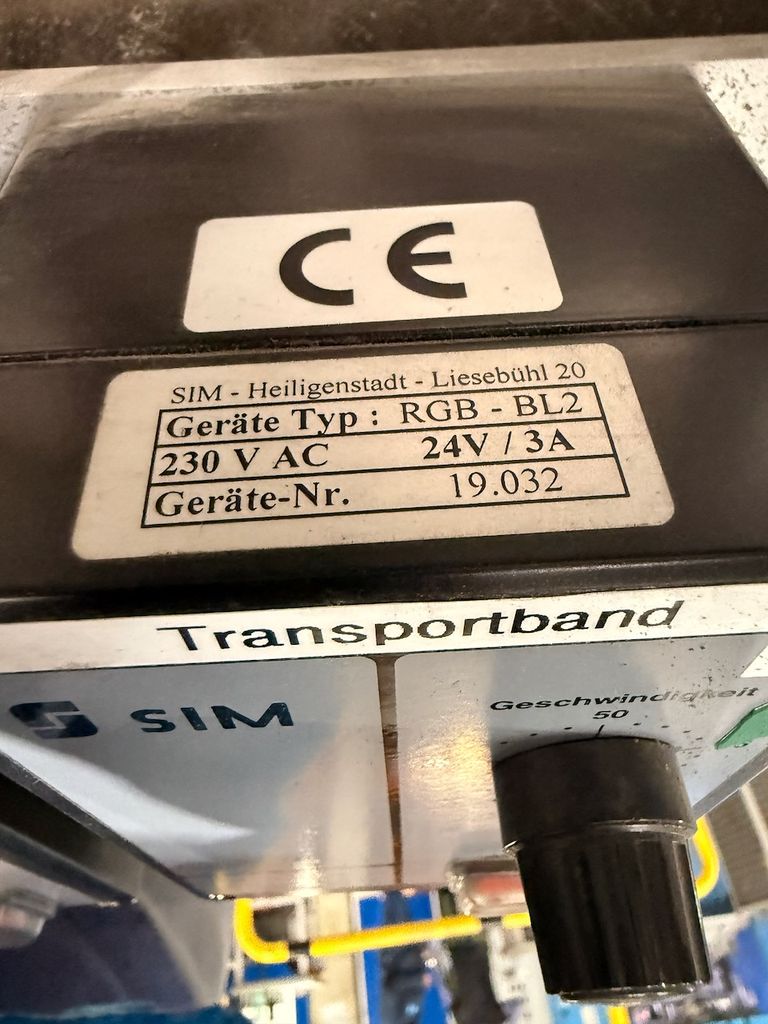 CE
SIM - Heiligenstadt - Liesebühl 20
Geräte Typ : RGB - BL2
230 V AC 24V / 3A
Geräte-Nr. 19.032
Transportband
SIM
Geschwindigkeit
50